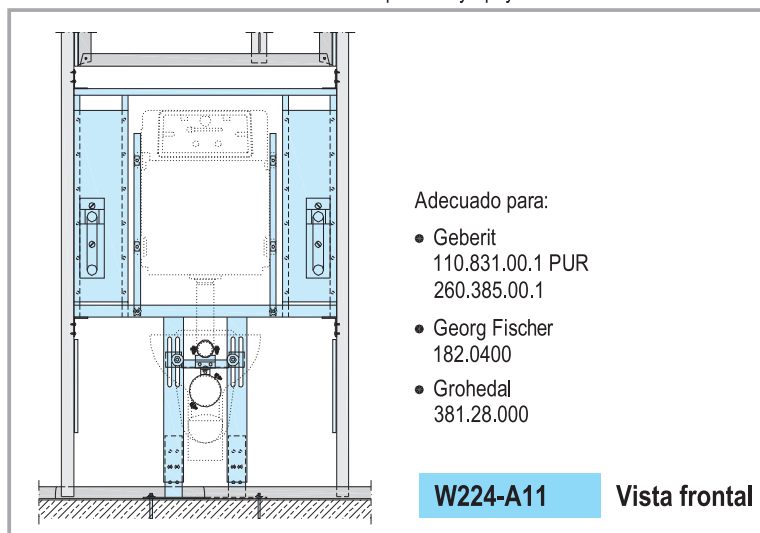 Adecuado para:
● Geberit
110.831.00.1 PUR
260.385.00.1
● Georg Fischer
182.0400
● Grohedal
381.28.000
W224-A11 Vista frontal